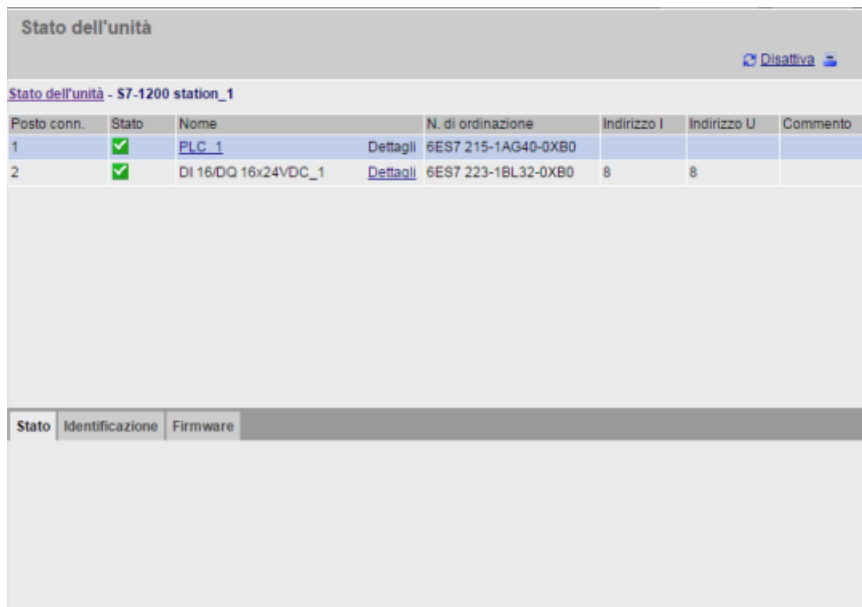 Stato dell'unità
Disattiva
Stato dell'unità - S7-1200 station_1
Posto conn. Stato Nome N. di ordinazione Indirizzo I Indirizzo U Commento
1 PLC_1 Dettagli 6ES7 215-1AG40-0XB0
2 DI 16/DQ 16x24VDC_1 Dettagli 6ES7 223-1BL32-0XB0 8 8
Stato Identificazione Firmware